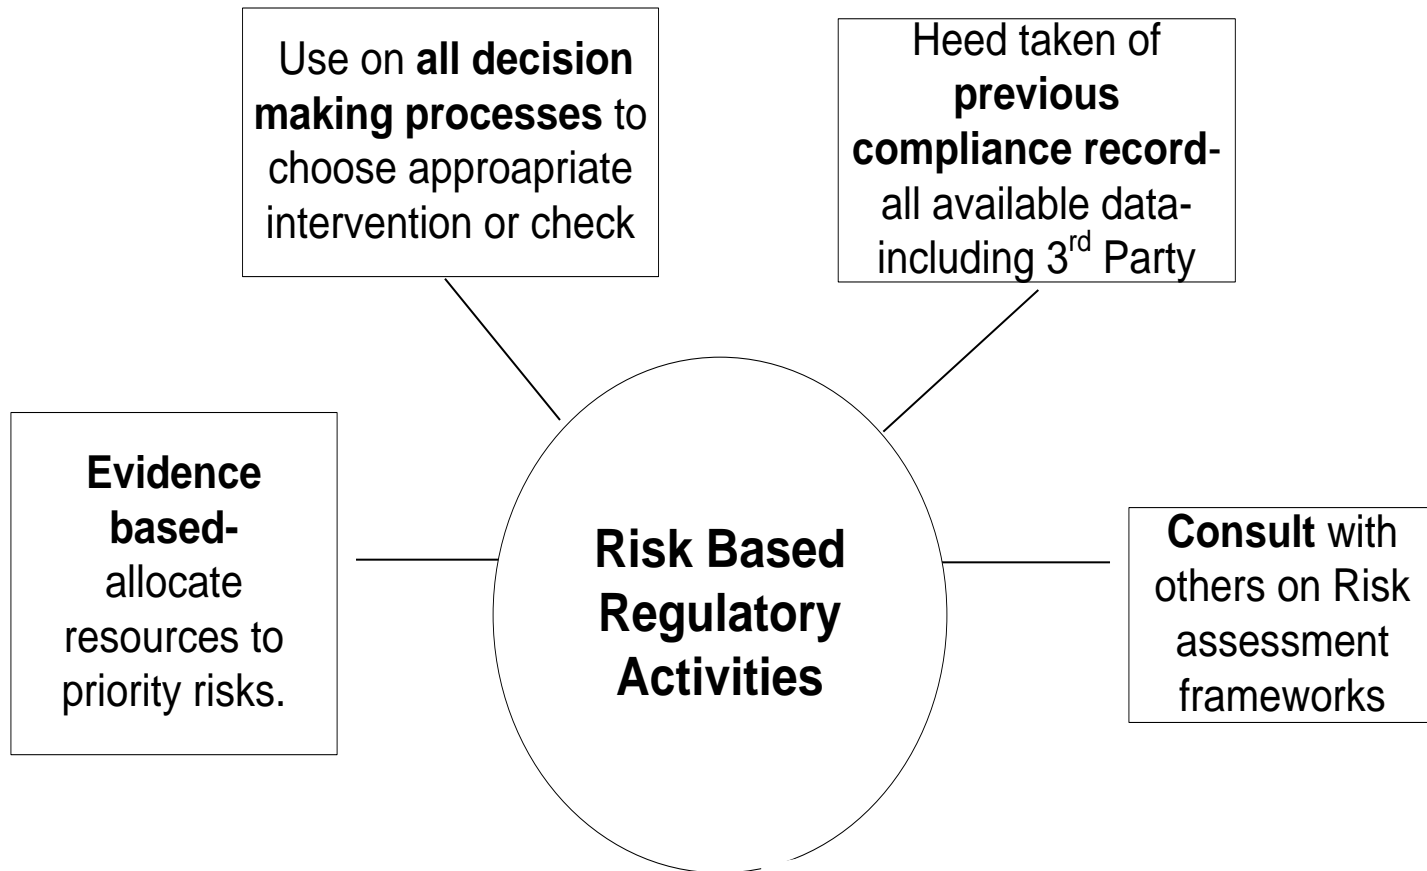 Use on all decision
making processes to
choose approapriate
intervention or check
Heed taken of
previous
compliance record-
all available data-
including 3rd Party
Evidence
based-
allocate
resources to
priority risks.
Risk Based
Regulatory
Activities
Consult with
others on Risk
assessment
frameworks